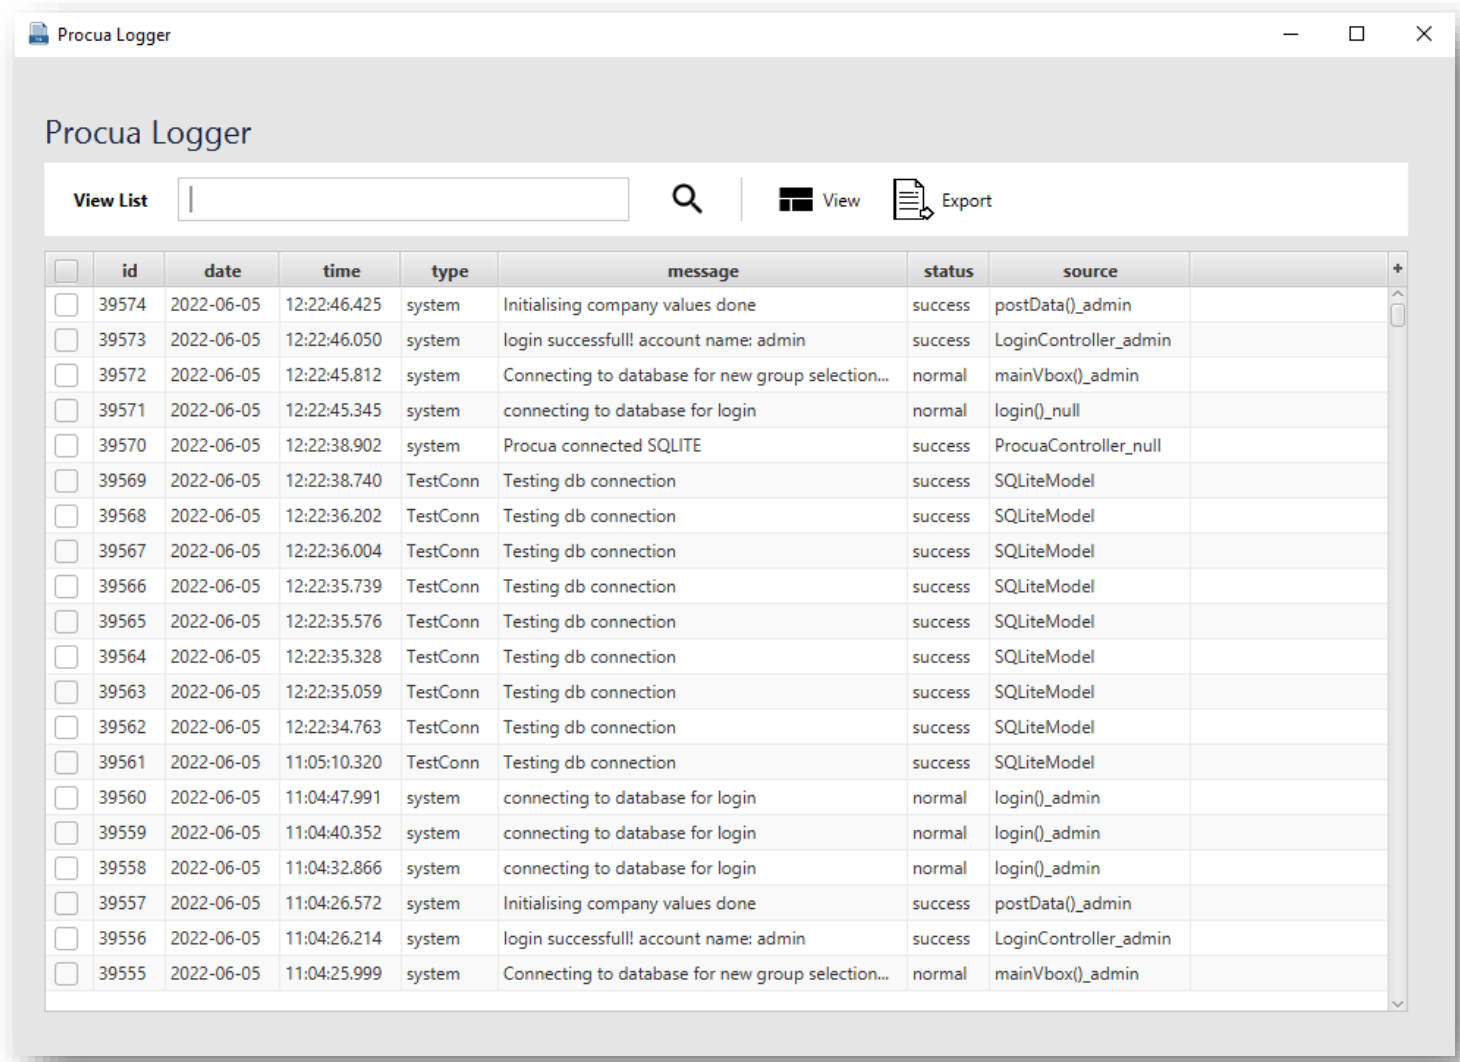 Procua Logger
Procua Logger
View List View Export
id date time type message status source +
39574 2022-06-05 12:22:46.425 system Initialising company values done success postData()_admin
39573 2022-06-05 12:22:46.050 system login successfull! account name: admin success LoginController_admin
39572 2022-06-05 12:22:45.812 system Connecting to database for new group selection... normal mainVbox()_admin
39571 2022-06-05 12:22:45.345 system connecting to database for login normal login()_null
39570 2022-06-05 12:22:38.902 system Procua connected SQLITE success ProcuaController_null
39569 2022-06-05 12:22:38.740 TestConn Testing db connection success SQLiteModel
39568 2022-06-05 12:22:36.202 TestConn Testing db connection success SQLiteModel
39567 2022-06-05 12:22:36.004 TestConn Testing db connection success SQLiteModel
39566 2022-06-05 12:22:35.739 TestConn Testing db connection success SQLiteModel
39565 2022-06-05 12:22:35.576 TestConn Testing db connection success SQLiteModel
39564 2022-06-05 12:22:35.328 TestConn Testing db connection success SQLiteModel
39563 2022-06-05 12:22:35.059 TestConn Testing db connection success SQLiteModel
39562 2022-06-05 12:22:34.763 TestConn Testing db connection success SQLiteModel
39561 2022-06-05 11:05:10.320 TestConn Testing db connection success SQLiteModel
39560 2022-06-05 11:04:47.991 system connecting to database for login normal login()_admin
39559 2022-06-05 11:04:40.352 system connecting to database for login normal login()_admin
39558 2022-06-05 11:04:32.866 system connecting to database for login normal login()_admin
39557 2022-06-05 11:04:26.572 system Initialising company values done success postData()_admin
39556 2022-06-05 11:04:26.214 system login successfull! account name: admin success LoginController_admin
39555 2022-06-05 11:04:25.999 system Connecting to database for new group selection... normal mainVbox()_admin